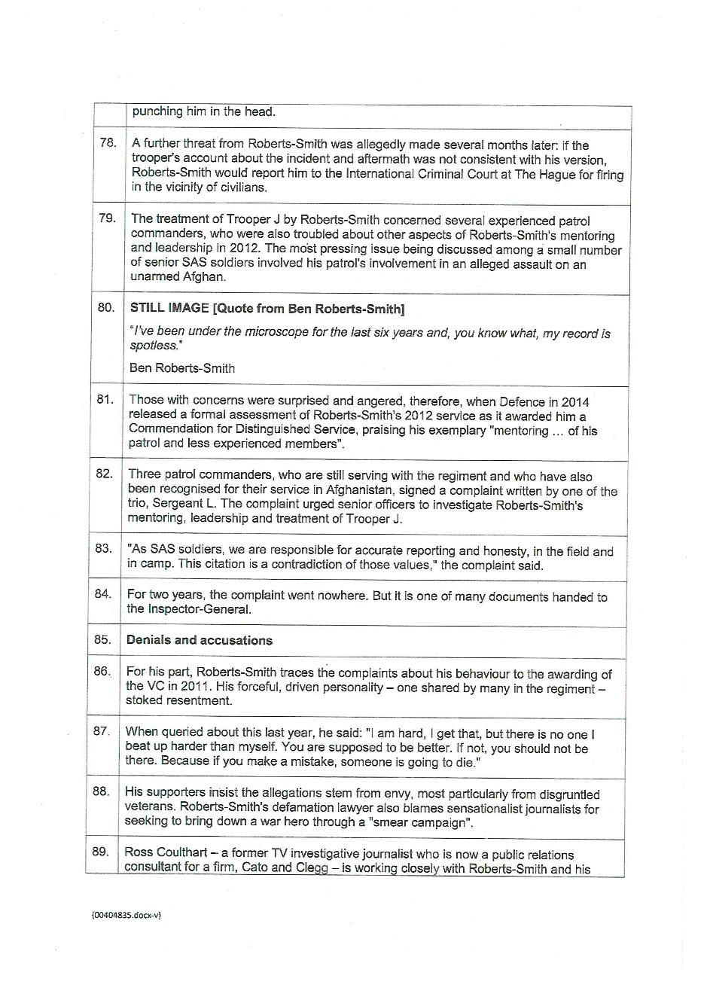 punching him in the head.
78. A further threat from Roberts-Smith was allegedly made several months later: if the
trooper's account about the incident and aftermath was not consistent with his version,
Roberts-Smith would report him to the International Criminal Court at The Hague for firing
in the vicinity of civilians.
79. The treatment of Trooper J by Roberts-Smith concerned several experienced patrol
commanders, who were also troubled about other aspects of Roberts-Smith's mentoring
and leadership in 2012. The most pressing issue being discussed among a small number
of senior SAS soldiers involved his patrol's involvement in an alleged assault on an
unarmed Afghan.
80. STILL IMAGE [Quote from Ben Roberts-Smith]
"I've been under the microscope for the last six years and, you know what, my record is
spotless."
Ben Roberts-Smith
81. Those with concerns were surprised and angered, therefore, when Defence in 2014
released a formal assessment of Roberts-Smith's 2012 service as it awarded him a
Commendation for Distinguished Service, praising his exemplary "mentoring ... of his
patrol and less experienced members".
82. Three patrol commanders, who are still serving with the regiment and who have also
been recognised for their service in Afghanistan, signed a complaint written by one of the
trio, Sergeant L. The complaint urged senior officers to investigate Roberts-Smith's
mentoring, leadership and treatment of Trooper J.
83. "As SAS soldiers, we are responsible for accurate reporting and honesty, in the field and
in camp. This citation is a contradiction of those values," the complaint said.
84. For two years, the complaint went nowhere. But it is one of many documents handed to
the Inspector-General.
85. Denials and accusations
86. For his part, Roberts-Smith traces the complaints about his behaviour to the awarding of
the VC in 2011. His forceful, driven personality – one shared by many in the regiment –
stoked resentment.
87. When queried about this last year, he said: "I am hard, I get that, but there is no one I
beat up harder than myself. You are supposed to be better. If not, you should not be
there. Because if you make a mistake, someone is going to die."
88. His supporters insist the allegations stem from envy, most particularly from disgruntled
veterans. Roberts-Smith's defamation lawyer also blames sensationalist journalists for
seeking to bring down a war hero through a "smear campaign".
89. Ross Coulthart – a former TV investigative journalist who is now a public relations
consultant for a firm, Cato and Clegg – is working closely with Roberts-Smith and his
{00404835.docx-v}